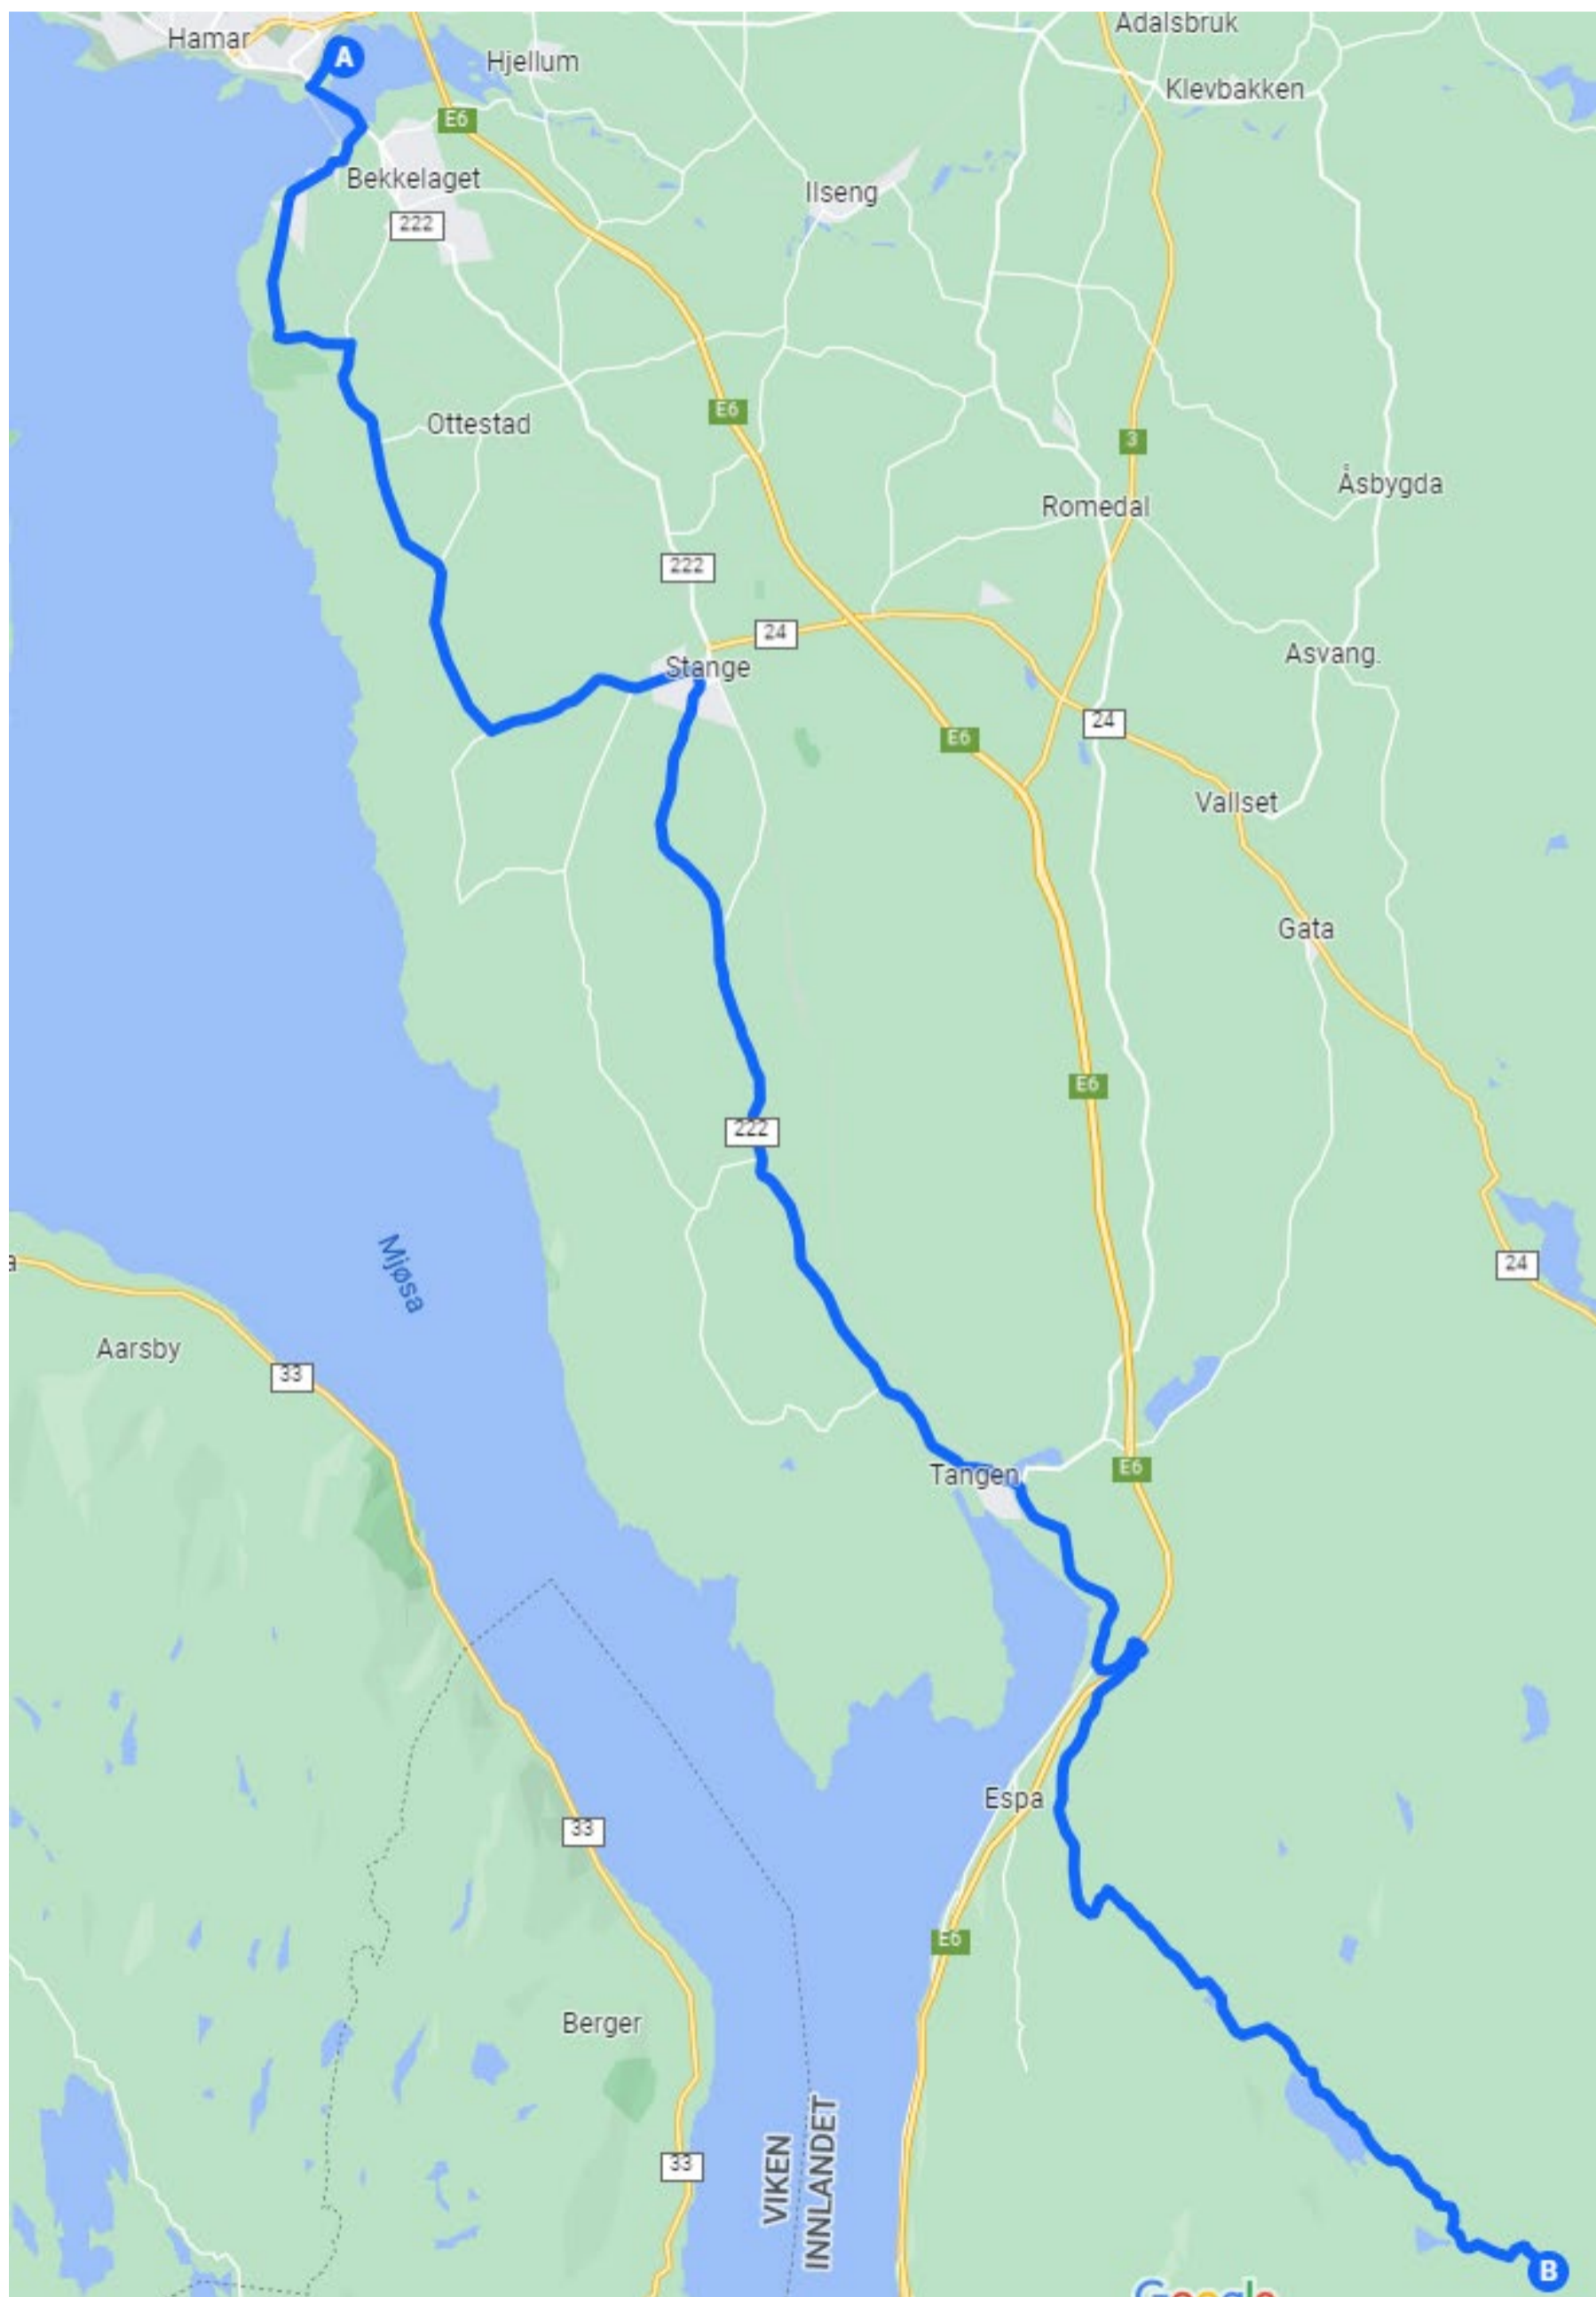 Hamar
A
Hjellum
Adalsbruk
Klevbakken
E6
Bekkelaget
222
Ilseng
E6
Ottestad
3
Romedal
Åsbygda
222
24
Stange
Asvang.
E6
24
Vallset
Gata
E6
222
Mjøsa
a
Aarsby
33
24
Tangen
E6
Espa
33
E6
Berger
33
VIKEN
INNLANDET
B
Google